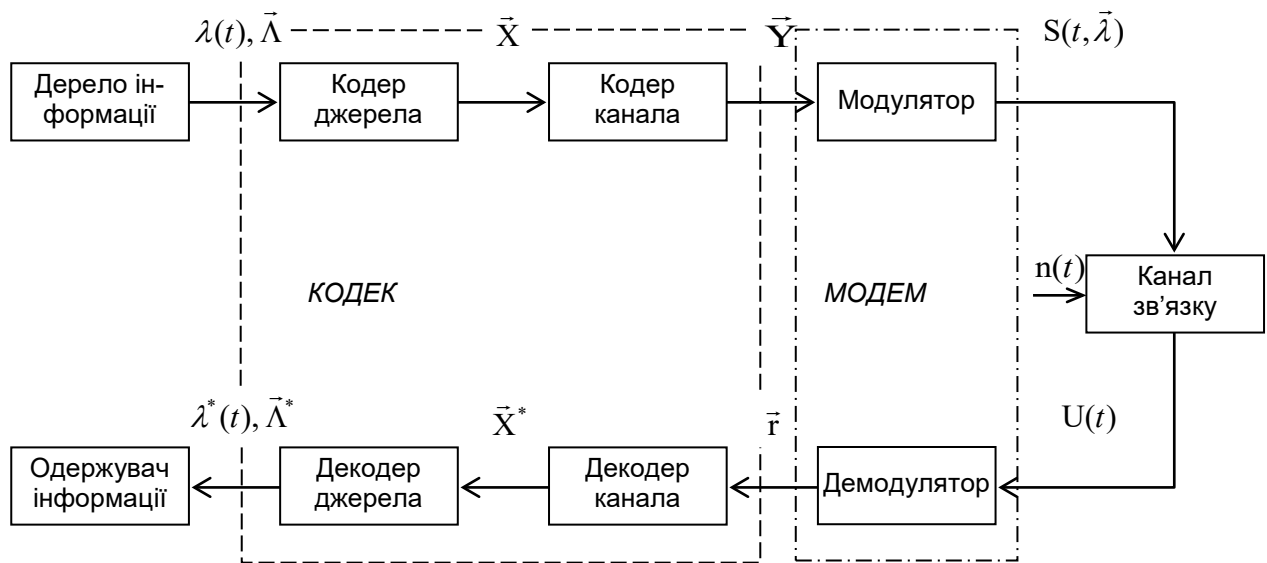 λ(t), Λ⃗
X⃗
Y⃗
S(t, λ⃗)
Дерело ін-
формації
Кодер
джерела
Кодер
канала
Модулятор
КОДЕК
МОДЕМ
n(t)
Канал
зв'язку
λ*(t), Λ⃗*
X⃗*
r⃗
U(t)
Одержувач
інформації
Декодер
джерела
Декодер
канала
Демодулятор